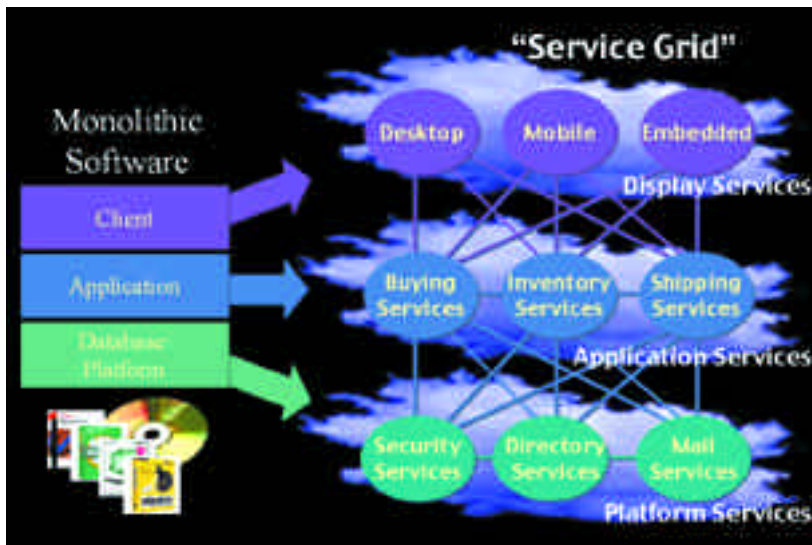 “Service Grid”
Monolithic
Software
Client
Application
Database
Platform
Desktop
Mobile
Embedded
Display Services
Buying
Services
Inventory
Services
Shipping
Services
Application Services
Security
Services
Directory
Services
Mail
Services
Platform Services